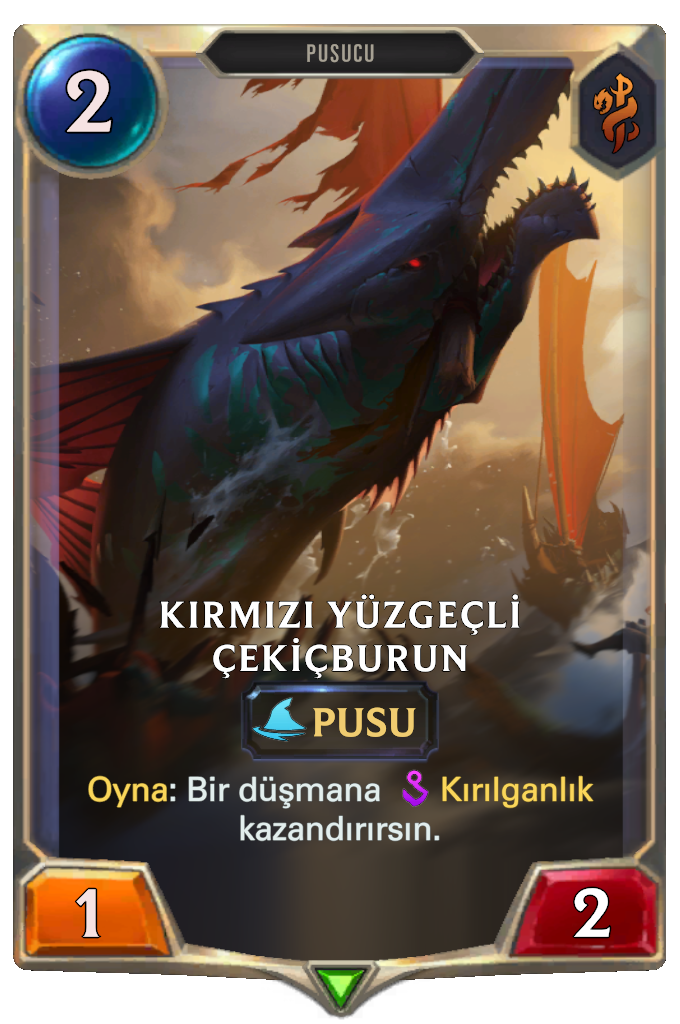 PUSUCU
2
KIRMIZI YÜZGEÇLİ
ÇEKİÇBURUN
PUSU
Oyna: Bir düşmana Kırılganlık
kazandırırsın.
1
2